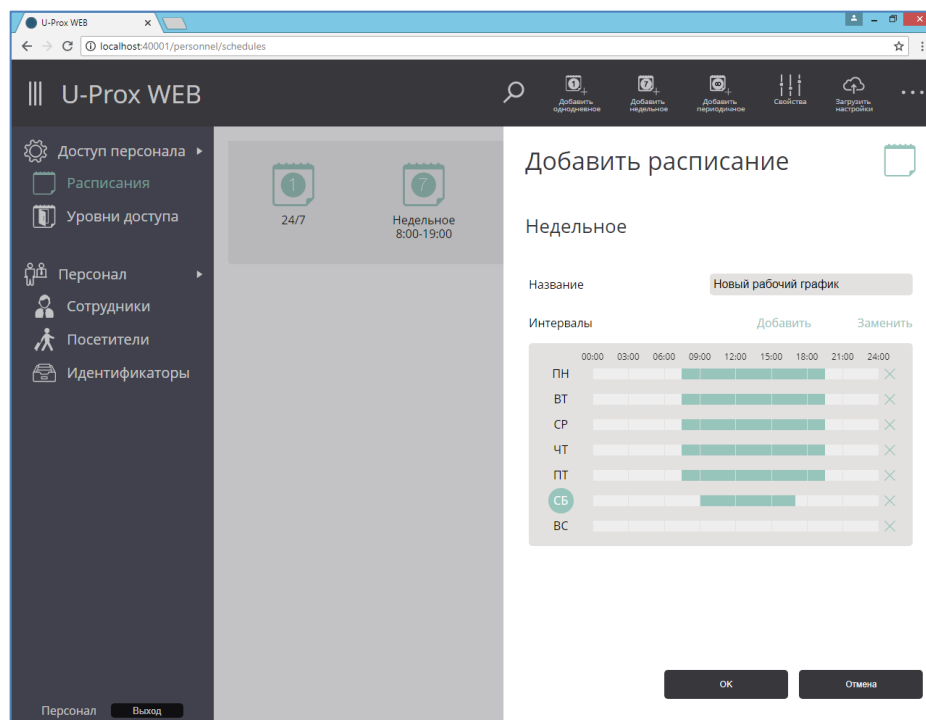 U-Prox WEB
localhost:40001/personnel/schedules
U-Prox WEB
Добавить
однодневное
Добавить
недельное
Добавить
периодичное
Свойства
Загрузить
настройки
Доступ персонала
Расписания
Уровни доступа
Персонал
Сотрудники
Посетители
Идентификаторы
Персонал Выход
1
24/7
7
Недельное
8:00-19:00
Добавить расписание
Недельное
Название Новый рабочий график
Интервалы Добавить Заменить
00:00 03:00 06:00 09:00 12:00 15:00 18:00 21:00 24:00
ПН
ВТ
СР
ЧТ
ПТ
СБ
ВС
ОК Отмена